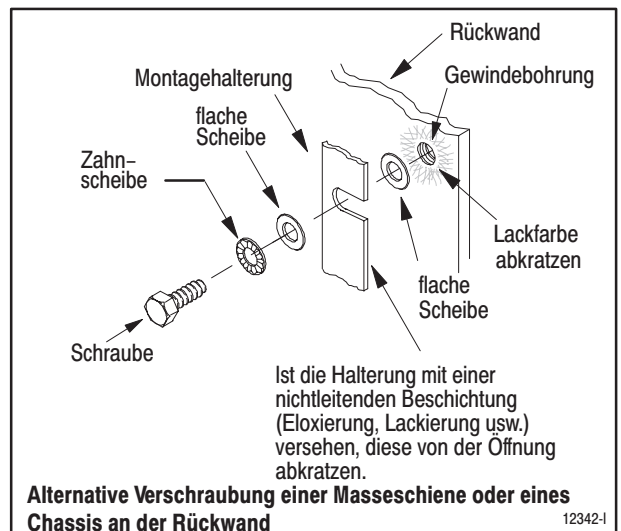 Rückwand
Montagehalterung
Gewindebohrung
flache
Scheibe
Zahn–
scheibe
Lackfarbe
abkratzen
flache
Scheibe
Schraube
Ist die Halterung mit einer
nichtleitenden Beschichtung
(Eloxierung, Lackierung usw.)
versehen, diese von der Öffnung
abkratzen.
Alternative Verschraubung einer Masseschiene oder eines
Chassis an der Rückwand
12342-I